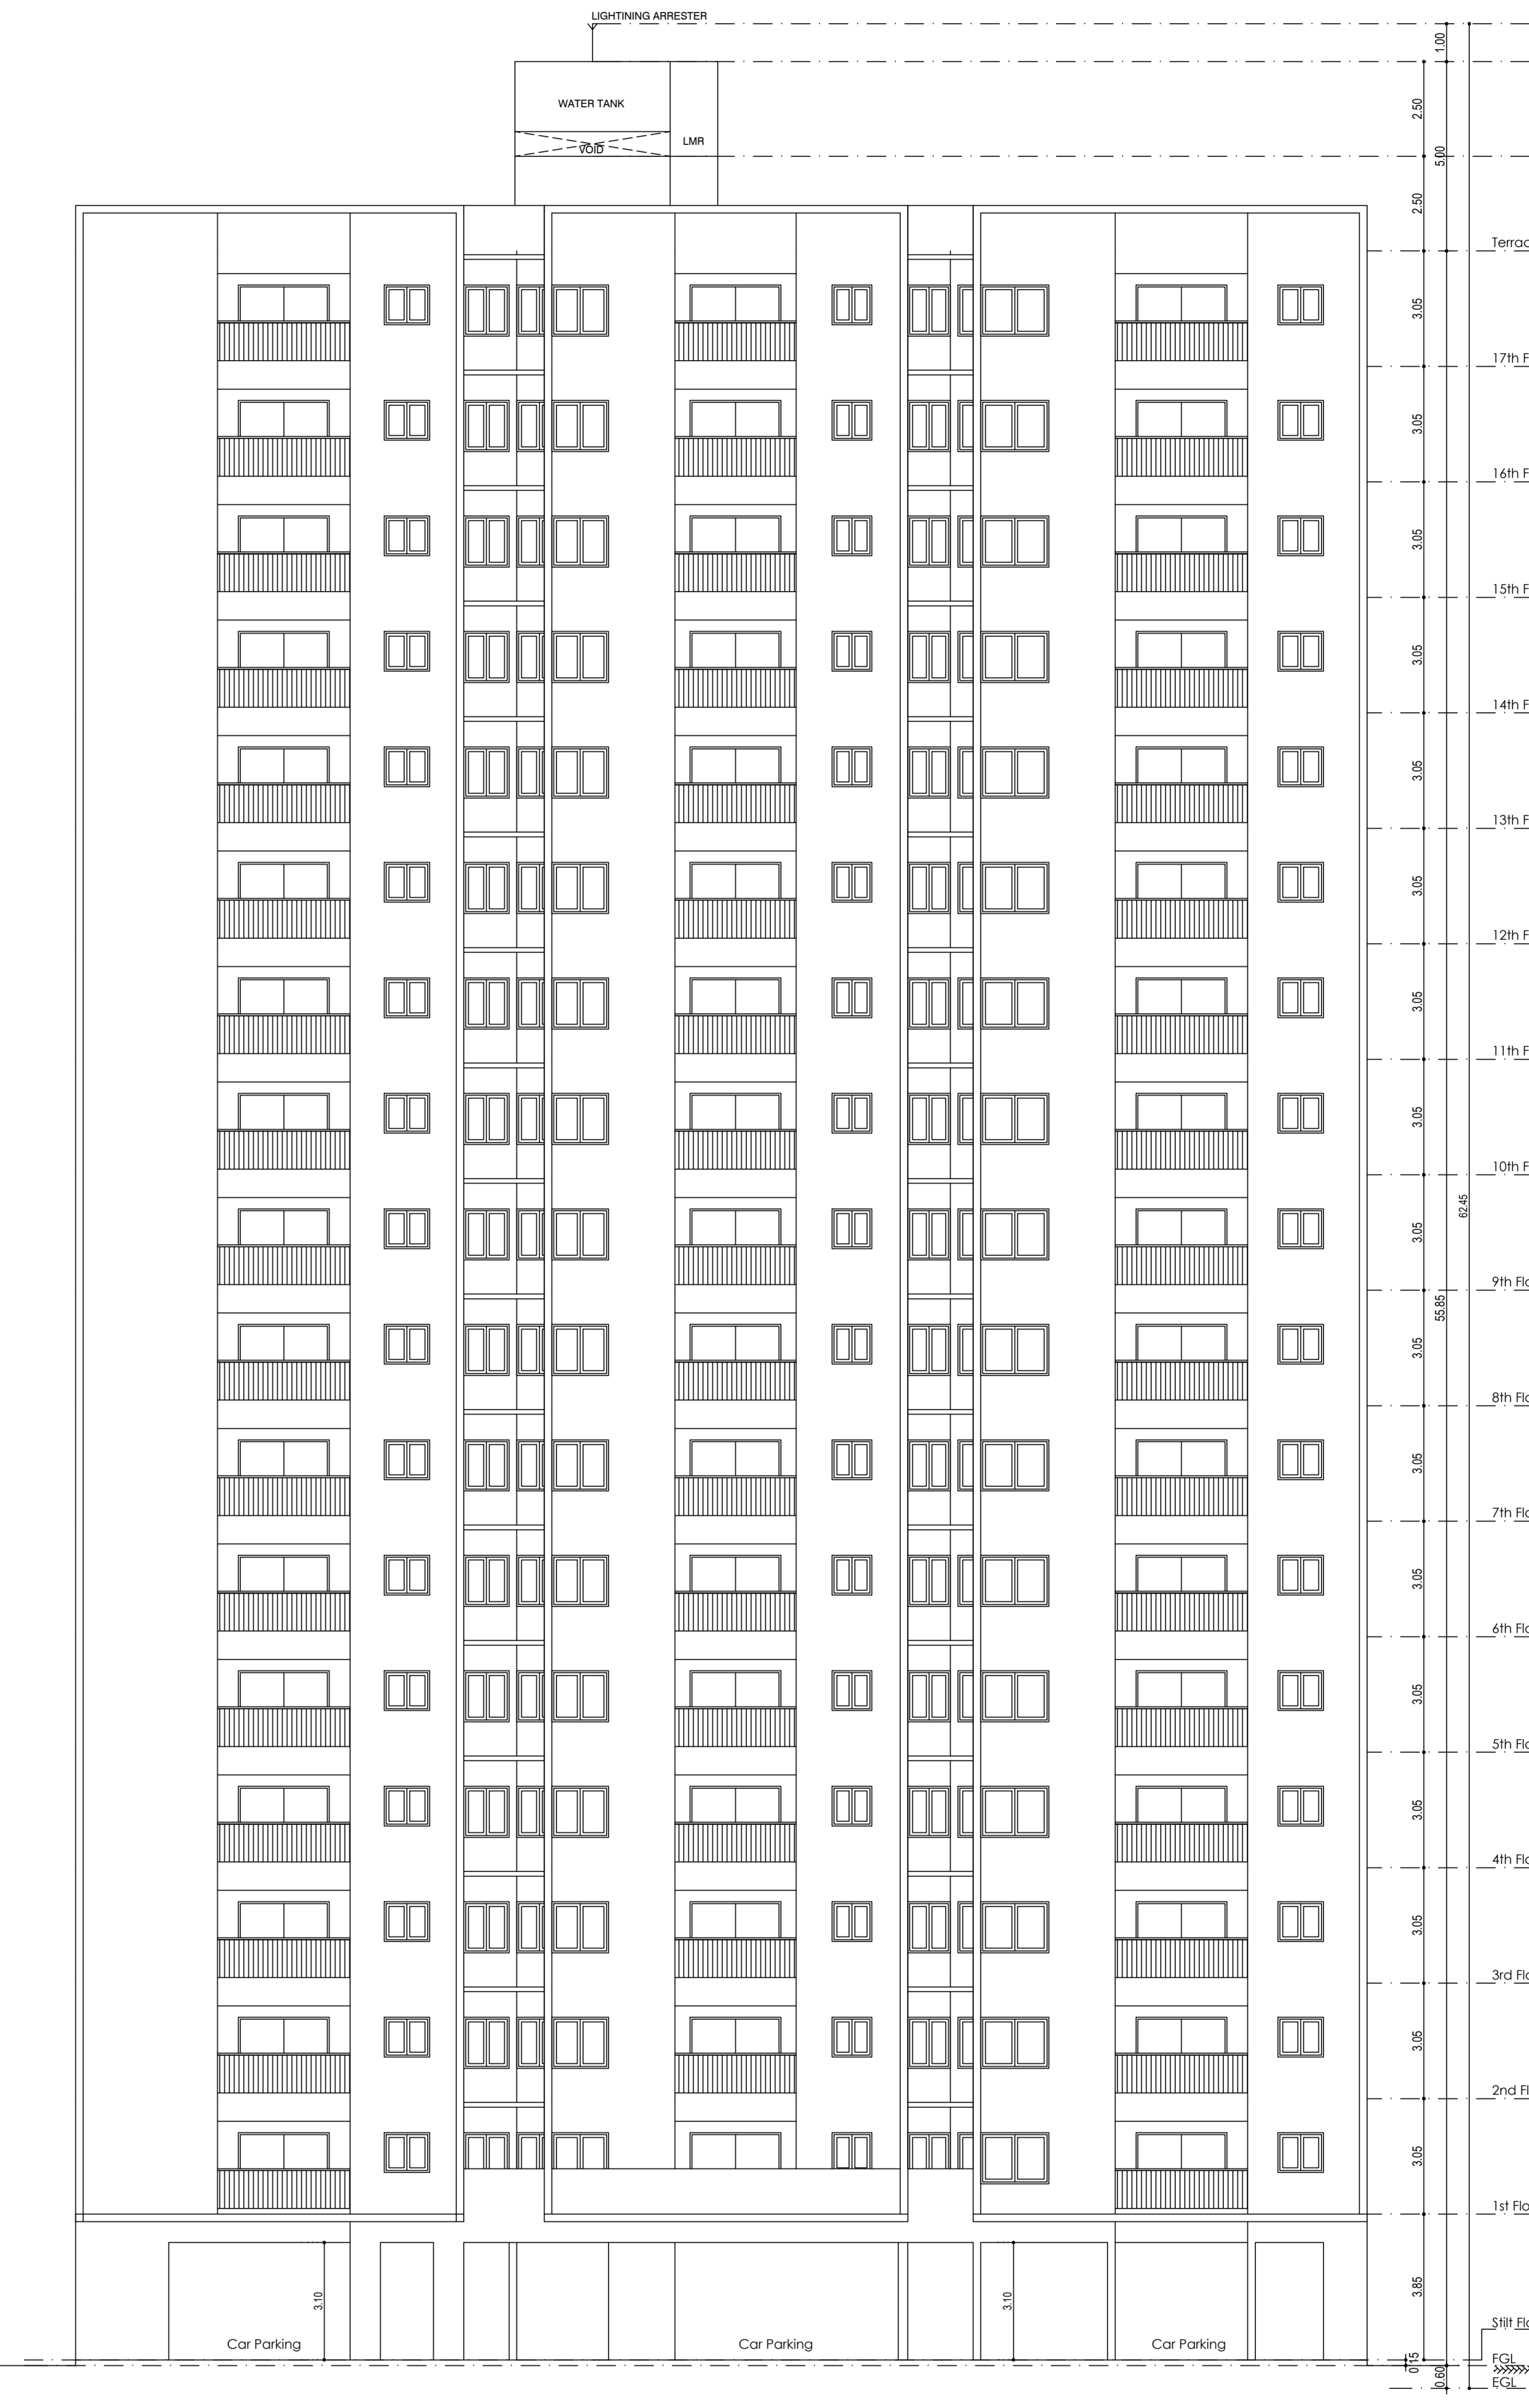 LIGHTINING ARRESTER
1.00
WATER TANK
2.50
LMR
VOID
5.00
2.50
Terrac
3.05
17th F
3.05
16th F
3.05
15th F
3.05
14th F
3.05
13th F
3.05
12th F
3.05
11th F
3.05
10th F
62.45
3.05
9th Flo
55.85
3.05
8th Flo
3.05
7th Flo
3.05
6th Flo
3.05
5th Flo
3.05
4th Flo
3.05
3rd Flo
3.05
2nd Fl
3.05
1st Flo
3.85
3.10
3.10
Stilt Flo
Car Parking
Car Parking
Car Parking
FGL
0.15
0.60
EGL